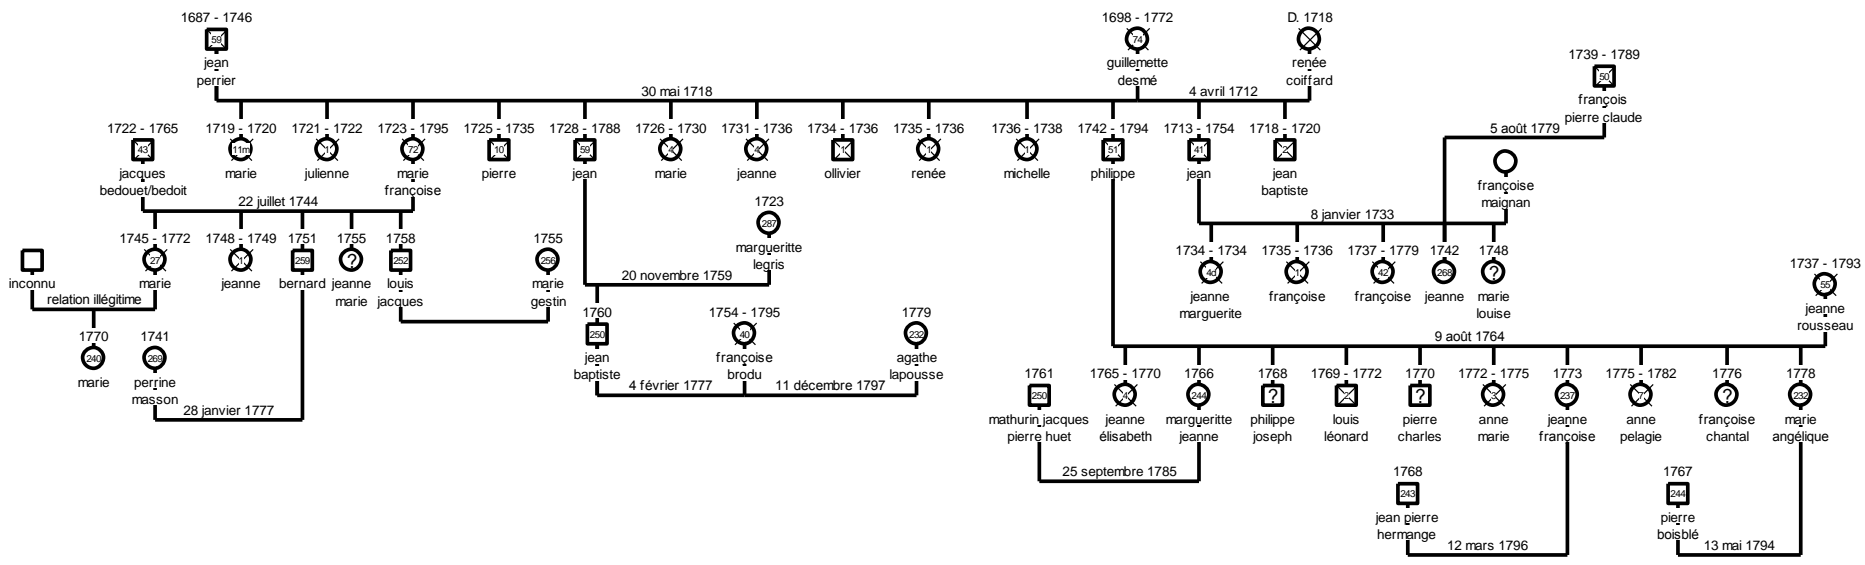 1687 - 1746
59
jean
perrier
1698 - 1772
74
guillemette
desmé
D. 1718
renée
coiffard
1739 - 1789
50
françois
pierre claude
30 mai 1718
4 avril 1712
5 août 1779
1722 - 1765
43
jacques
bedouet/bedoit
1719 - 1720
11m
marie
1721 - 1722
1
julienne
1723 - 1795
72
marie
françoise
1725 - 1735
10
pierre
1728 - 1788
59
jean
1726 - 1730
4
marie
1731 - 1736
4
jeanne
1734 - 1736
1
ollivier
1735 - 1736
1
renée
1736 - 1738
1
michelle
1742 - 1794
51
philippe
1713 - 1754
41
jean
1718 - 1720
2
jean
baptiste
françoise
maignan
22 juillet 1744
8 janvier 1733
1723
287
margueritte
legris
inconnu
1745 - 1772
27
marie
1748 - 1749
1
jeanne
1751
259
bernard
1755
?
jeanne
marie
1758
252
louis
jacques
1755
256
marie
gestin
20 novembre 1759
1734 - 1734
4d
jeanne
marguerite
1735 - 1736
1
françoise
1737 - 1779
42
françoise
1742
268
jeanne
1748
?
marie
louise
1737 - 1793
55
jeanne
rousseau
relation illégitime
1770
240
marie
1741
269
perrine
masson
28 janvier 1777
1760
250
jean
baptiste
1754 - 1795
40
françoise
brodu
1779
232
agathe
lapousse
4 février 1777
11 décembre 1797
9 août 1764
1761
250
mathurin jacques
pierre huet
1765 - 1770
4
jeanne
élisabeth
1766
244
margueritte
jeanne
1768
?
philippe
joseph
1769 - 1772
2
louis
léonard
1770
?
pierre
charles
1772 - 1775
3
anne
marie
1773
237
jeanne
françoise
1775 - 1782
7
anne
pelagie
1776
?
françoise
chantal
1778
232
marie
angélique
25 septembre 1785
1768
243
jean pierre
hermange
12 mars 1796
1767
244
pierre
boisblé
13 mai 1794